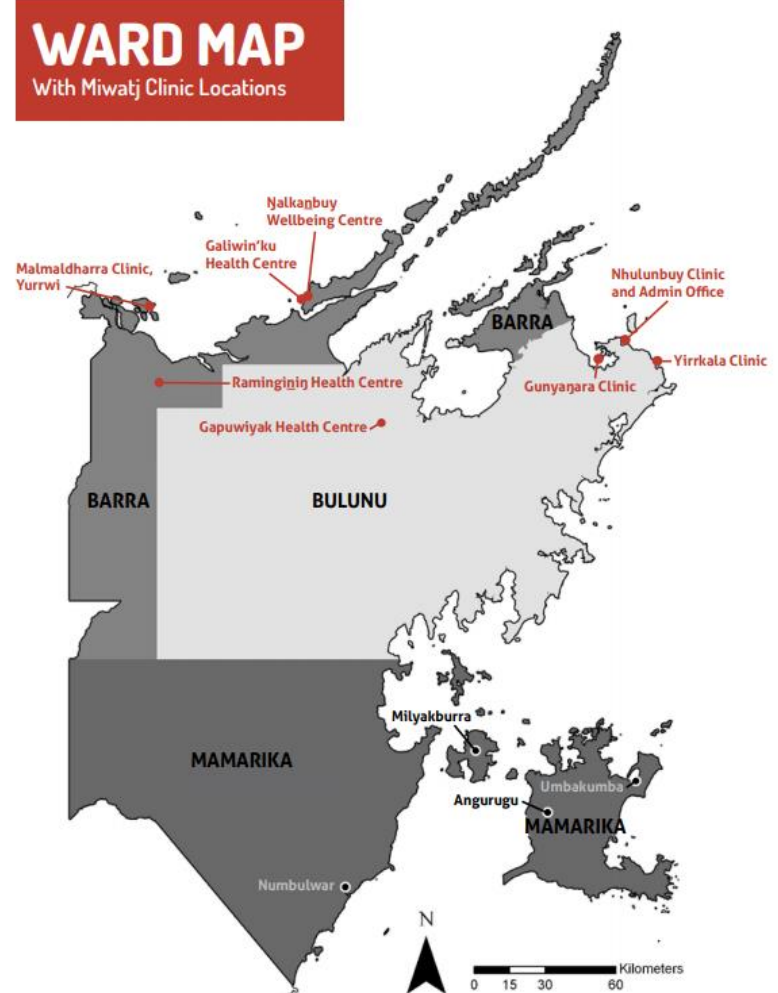 WARD MAP
With Miwatj Clinic Locations
Ŋalkaṉbuy
Wellbeing Centre
Galiwin’ku
Health Centre
Malmaldharra Clinic,
Yurrwi
Nhulunbuy Clinic
and Admin Office
BARRA
Yirrkala Clinic
Gunyaŋara Clinic
Ramingiṉiŋ Health Centre
Gapuwiyak Health Centre
BARRA
BULUNU
Milyakburra
MAMARIKA
Umbakumba
Angurugu
MAMARIKA
Numbulwar
N
Kilometers
0 15 30 60